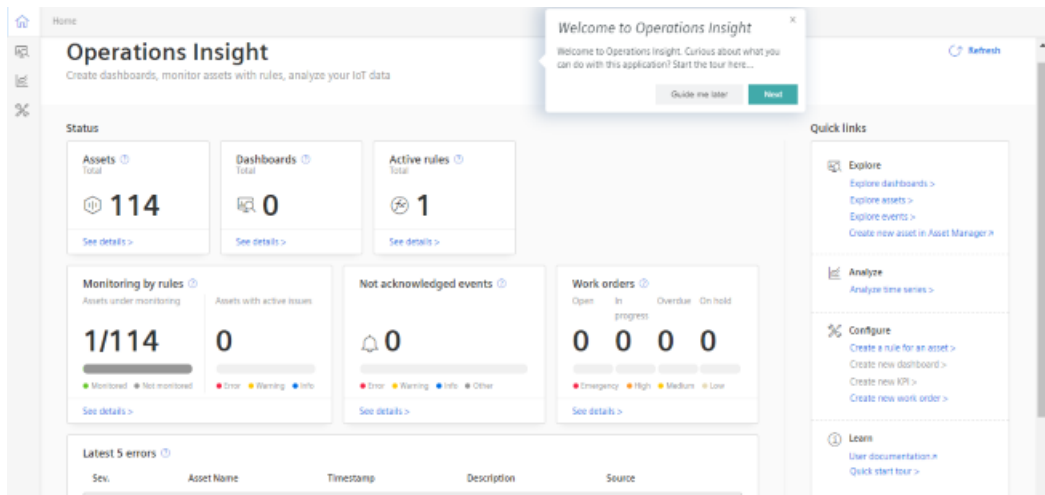 Home
Operations Insight
Create dashboards, monitor assets with rules, analyze your IoT data
Welcome to Operations Insight
Welcome to Operations Insight. Curious about what you
can do with this application? Start the tour here...
Guide me later
Next
Refresh
Status
Assets
Total
114
See details >
Dashboards
Total
0
See details >
Active rules
Total
1
See details >
Monitoring by rules
Assets under monitoring
1/114
Monitored Not monitored
Assets with active issues
0
Error Warning Info
See details >
Not acknowledged events
0
Error Warning Info Other
See details >
Work orders
Open In progress Overdue On hold
0 0 0 0
Emergency High Medium Low
See details >
Latest 5 errors
Sev. Asset Name Timestamp Description Source
Quick links
Explore
Explore dashboards >
Explore assets >
Explore events >
Create new asset in Asset Manager
Analyze
Analyze time series >
Configure
Create a rule for an asset >
Create new dashboard >
Create new KPI >
Create new work order >
Learn
User documentation
Quick start tour >